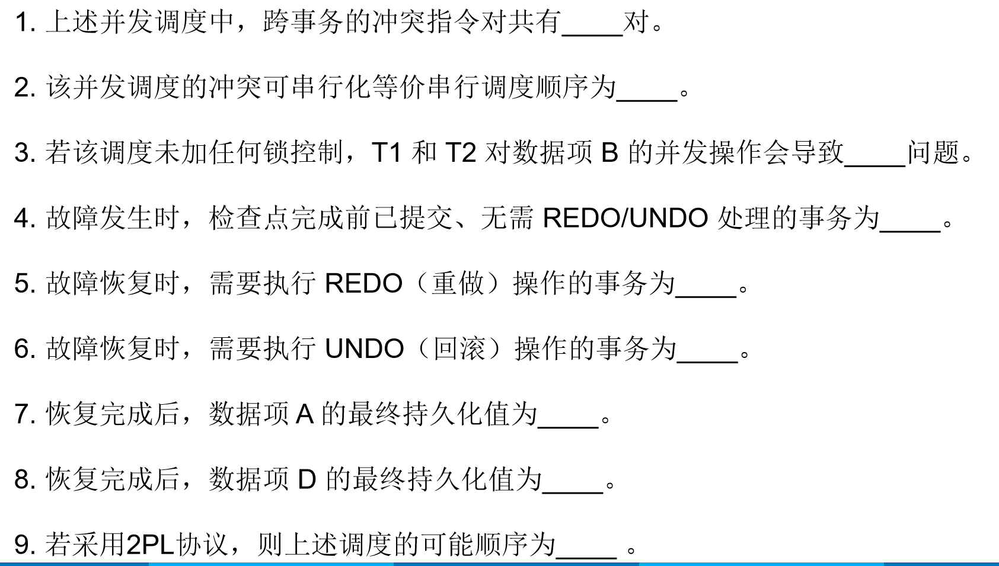 1. 上述并发调度中，跨事务的冲突指令对共有____对。
2. 该并发调度的冲突可串行化等价串行调度顺序为____。
3. 若该调度未加任何锁控制，T1 和 T2 对数据项 B 的并发操作会导致____问题。
4. 故障发生时，检查点完成前已提交、无需 REDO/UNDO 处理的事务为____。
5. 故障恢复时，需要执行 REDO（重做）操作的事务为____。
6. 故障恢复时，需要执行 UNDO（回滚）操作的事务为____。
7. 恢复完成后，数据项 A 的最终持久化值为____。
8. 恢复完成后，数据项 D 的最终持久化值为____。
9. 若采用2PL协议，则上述调度的可能顺序为____ 。